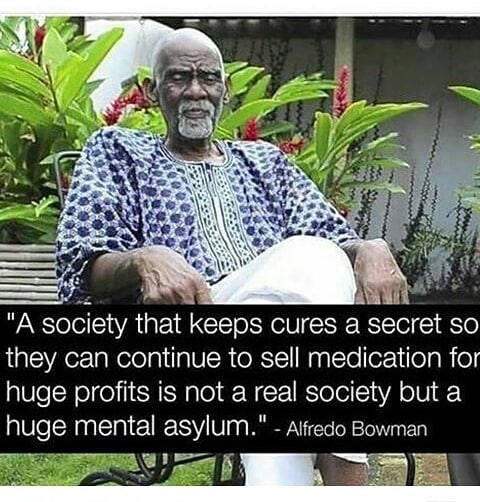 "A society that keeps cures a secret so
they can continue to sell medication for
huge profits is not a real society but a
huge mental asylum." - Alfredo Bowman